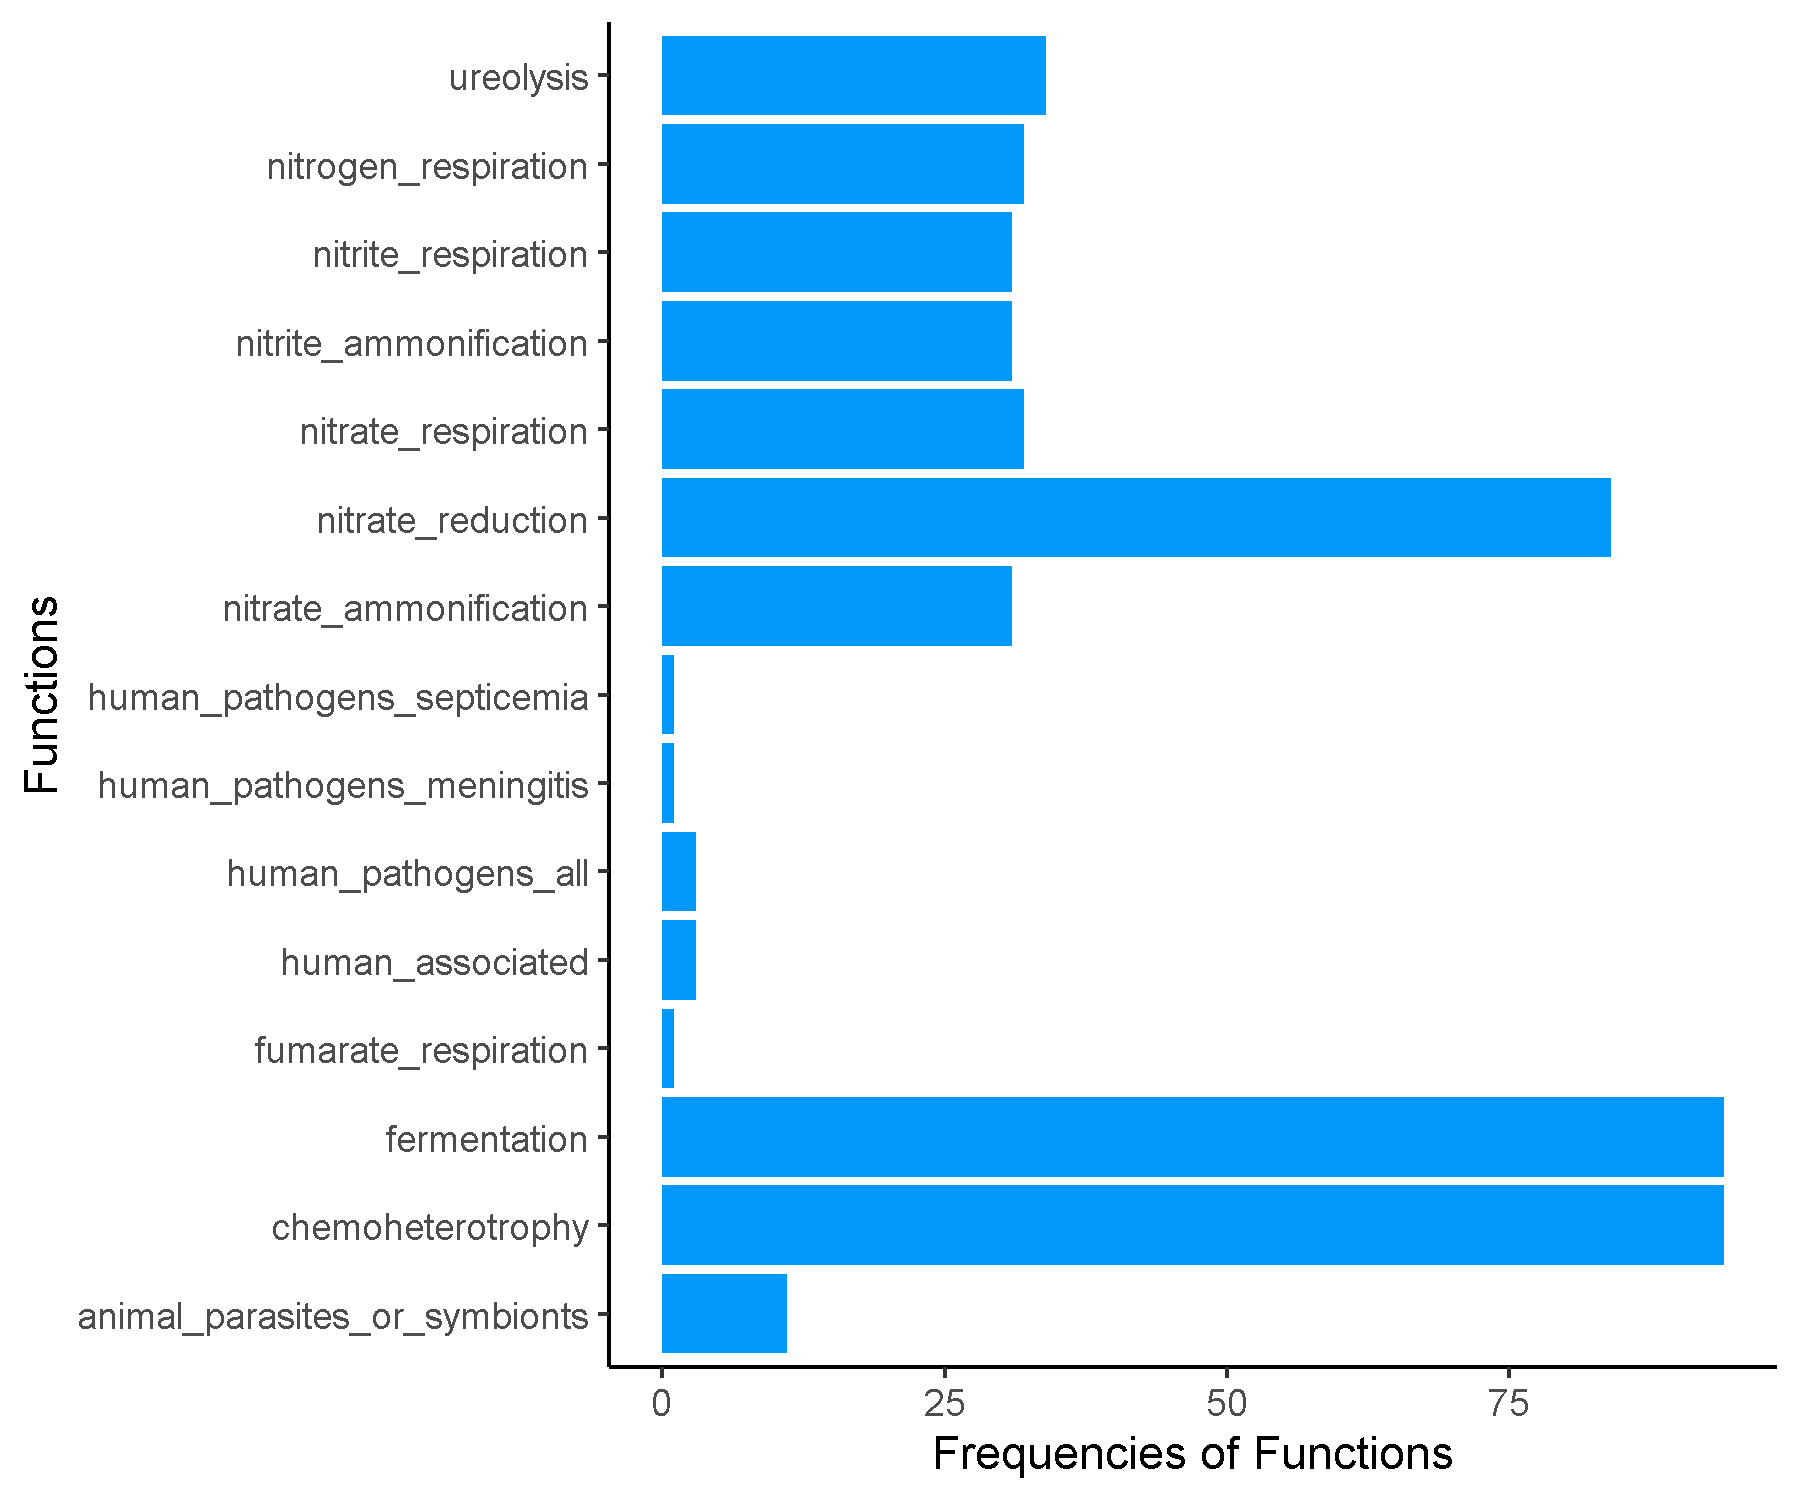 ureolysis
nitrogen_respiration
nitrite_respiration
nitrite_ammonification
nitrate_respiration
nitrate_reduction
nitrate_ammonification
human_pathogens_septicemia
human_pathogens_meningitis
human_pathogens_all
human_associated
fumarate_respiration
fermentation
chemoheterotrophy
animal_parasites_or_symbionts
Functions
0 25 50 75
Frequencies of Functions